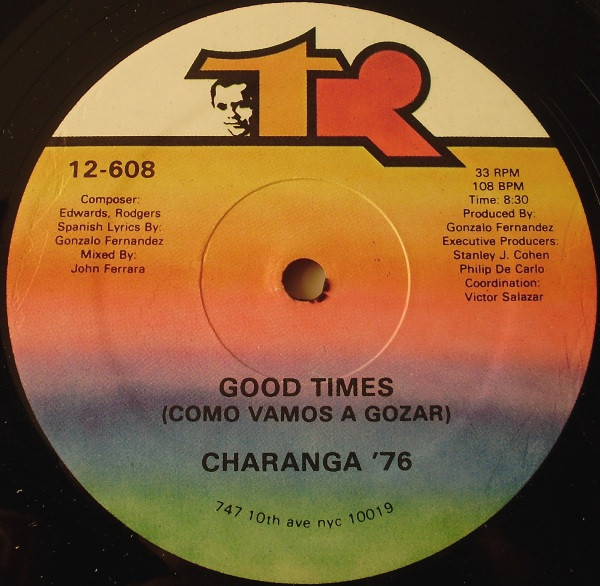 TR
12-608
Composer:
Edwards, Rodgers
Spanish Lyrics By:
Gonzalo Fernandez
Mixed By:
John Ferrara
33 RPM
108 BPM
Time: 8:30
Produced By:
Gonzalo Fernandez
Executive Producers:
Stanley J. Cohen
Philip De Carlo
Coordination:
Victor Salazar
GOOD TIMES
(COMO VAMOS A GOZAR)
CHARANGA '76
747 10th ave nyc 10019